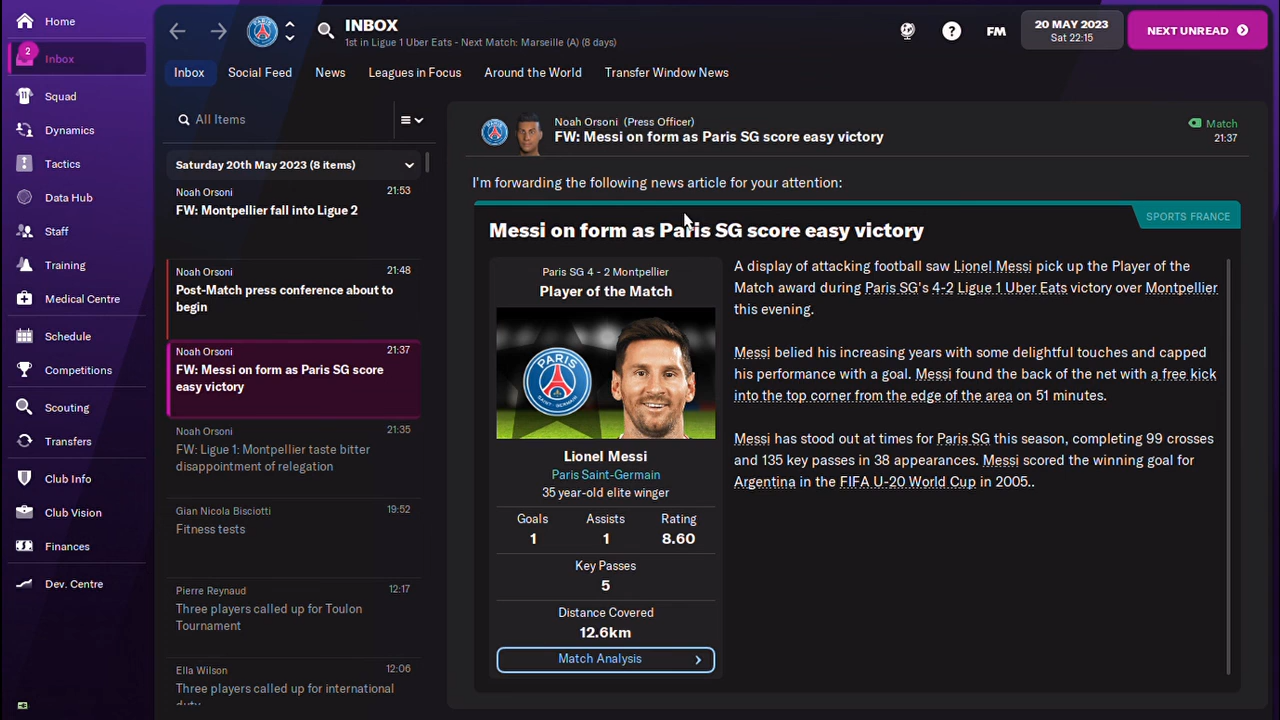 Home
2
Inbox
Squad
Dynamics
Tactics
Data Hub
Staff
Training
Medical Centre
Schedule
Competitions
Scouting
Transfers
Club Info
Club Vision
Finances
Dev. Centre
INBOX
1st in Ligue 1 Uber Eats - Next Match: Marseille (A) (8 days)
?
FM
20 MAY 2023
Sat 22:15
NEXT UNREAD
Inbox
Social Feed
News
Leagues in Focus
Around the World
Transfer Window News
All Items
Saturday 20th May 2023 (8 items)
Noah Orsoni 21:53
FW: Montpellier fall into Ligue 2
Noah Orsoni 21:48
Post-Match press conference about to
begin
Noah Orsoni 21:37
FW: Messi on form as Paris SG score
easy victory
Noah Orsoni 21:35
FW: Ligue 1: Montpellier taste bitter
disappointment of relegation
Gian Nicola Bisciotti 19:52
Fitness tests
Pierre Reynaud 12:17
Three players called up for Toulon
Tournament
Ella Wilson 12:06
Three players called up for international
duty
Noah Orsoni (Press Officer)
FW: Messi on form as Paris SG score easy victory
Match
21:37
I'm forwarding the following news article for your attention:
SPORTS FRANCE
Messi on form as Paris SG score easy victory
Paris SG 4 - 2 Montpellier
Player of the Match
PARIS
SAINT-GERMAIN
Lionel Messi
Paris Saint-Germain
35 year-old elite winger
Goals Assists Rating
1 1 8.60
Key Passes
5
Distance Covered
12.6km
Match Analysis
A display of attacking football saw Lionel Messi pick up the Player of the
Match award during Paris SG's 4-2 Ligue 1 Uber Eats victory over Montpellier
this evening.
Messi belied his increasing years with some delightful touches and capped
his performance with a goal. Messi found the back of the net with a free kick
into the top corner from the edge of the area on 51 minutes.
Messi has stood out at times for Paris SG this season, completing 99 crosses
and 135 key passes in 38 appearances. Messi scored the winning goal for
Argentina in the FIFA U-20 World Cup in 2005..